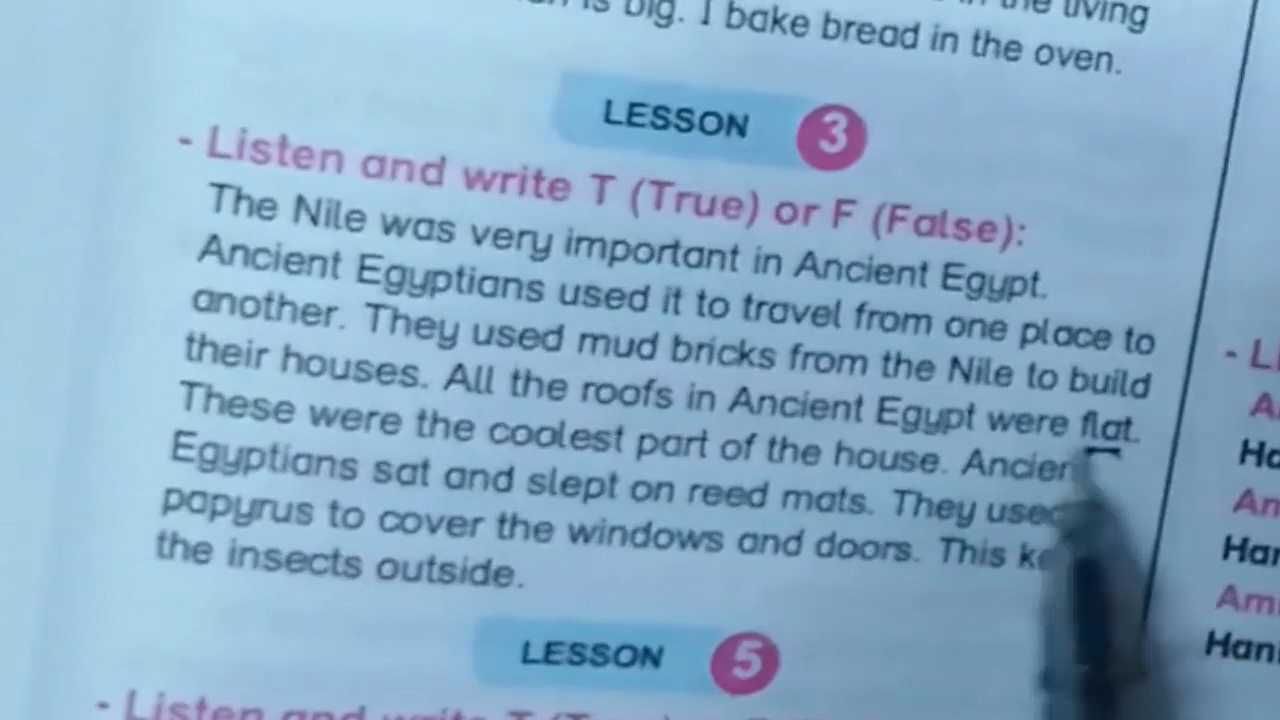 is big. I bake bread in the oven.
LESSON 3
- Listen and write T (True) or F (False):
The Nile was very important in Ancient Egypt.
Ancient Egyptians used it to travel from one place to
another. They used mud bricks from the Nile to build
their houses. All the roofs in Ancient Egypt were flat.
These were the coolest part of the house.
Egyptians sat and slept on reed mats. They
papyrus to cover the windows and doors. This
the insects outside.
LESSON 5
- Listen and write T